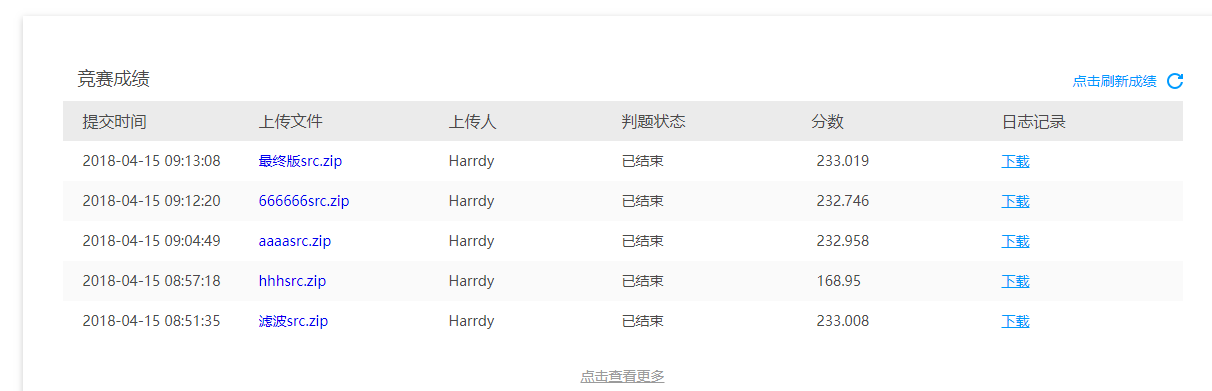 竞赛成绩 点击刷新成绩
提交时间 上传文件 上传人 判题状态 分数 日志记录
2018-04-15 09:13:08 最终版src.zip Harrdy 已结束 233.019 下载
2018-04-15 09:12:20 666666src.zip Harrdy 已结束 232.746 下载
2018-04-15 09:04:49 aaaasrc.zip Harrdy 已结束 232.958 下载
2018-04-15 08:57:18 hhhsrc.zip Harrdy 已结束 168.95 下载
2018-04-15 08:51:35 滤波src.zip Harrdy 已结束 233.008 下载
点击查看更多